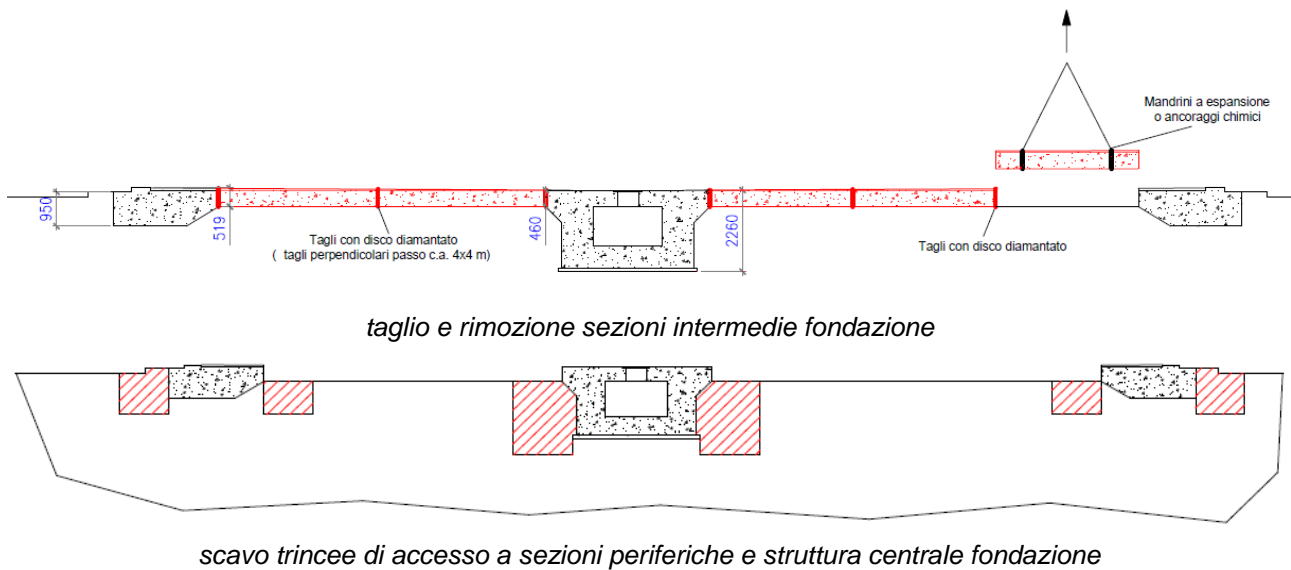 Mandrini a espansione
o ancoraggi chimici
950
519
Tagli con disco diamantato
( tagli perpendicolari passo c.a. 4x4 m)
460
2260
Tagli con disco diamantato
taglio e rimozione sezioni intermedie fondazione
scavo trincee di accesso a sezioni periferiche e struttura centrale fondazione